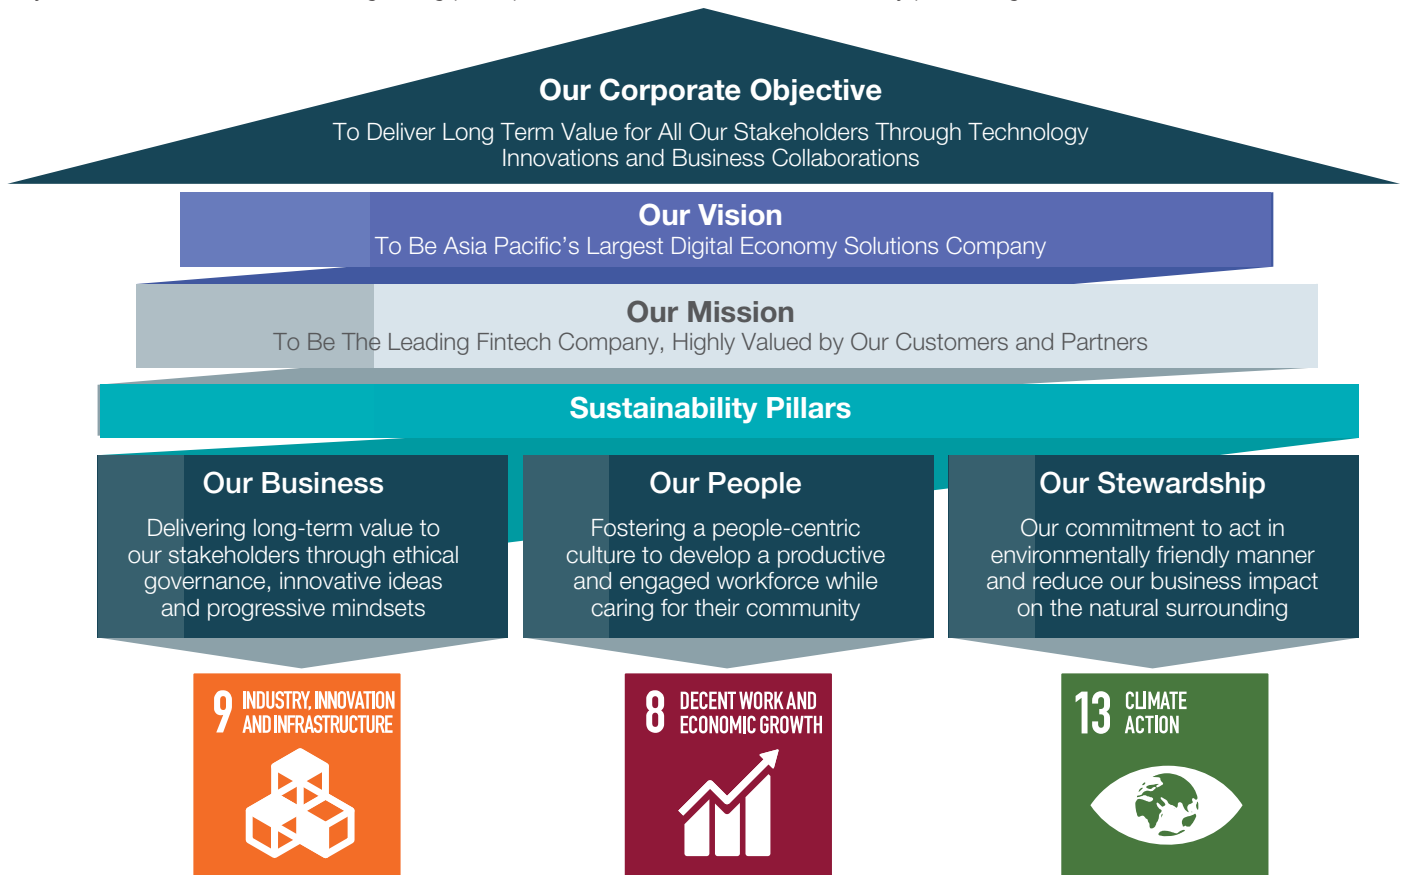 Our Corporate Objective
To Deliver Long Term Value for All Our Stakeholders Through Technology
Innovations and Business Collaborations
Our Vision
To Be Asia Pacific's Largest Digital Economy Solutions Company
Our Mission
To Be The Leading Fintech Company, Highly Valued by Our Customers and Partners
Sustainability Pillars
Our Business
Delivering long-term value to
our stakeholders through ethical
governance, innovative ideas
and progressive mindsets
Our People
Fostering a people-centric
culture to develop a productive
and engaged workforce while
caring for their community
Our Stewardship
Our commitment to act in
environmentally friendly manner
and reduce our business impact
on the natural surrounding
9 INDUSTRY, INNOVATION
AND INFRASTRUCTURE
8 DECENT WORK AND
ECONOMIC GROWTH
13 CLIMATE
ACTION